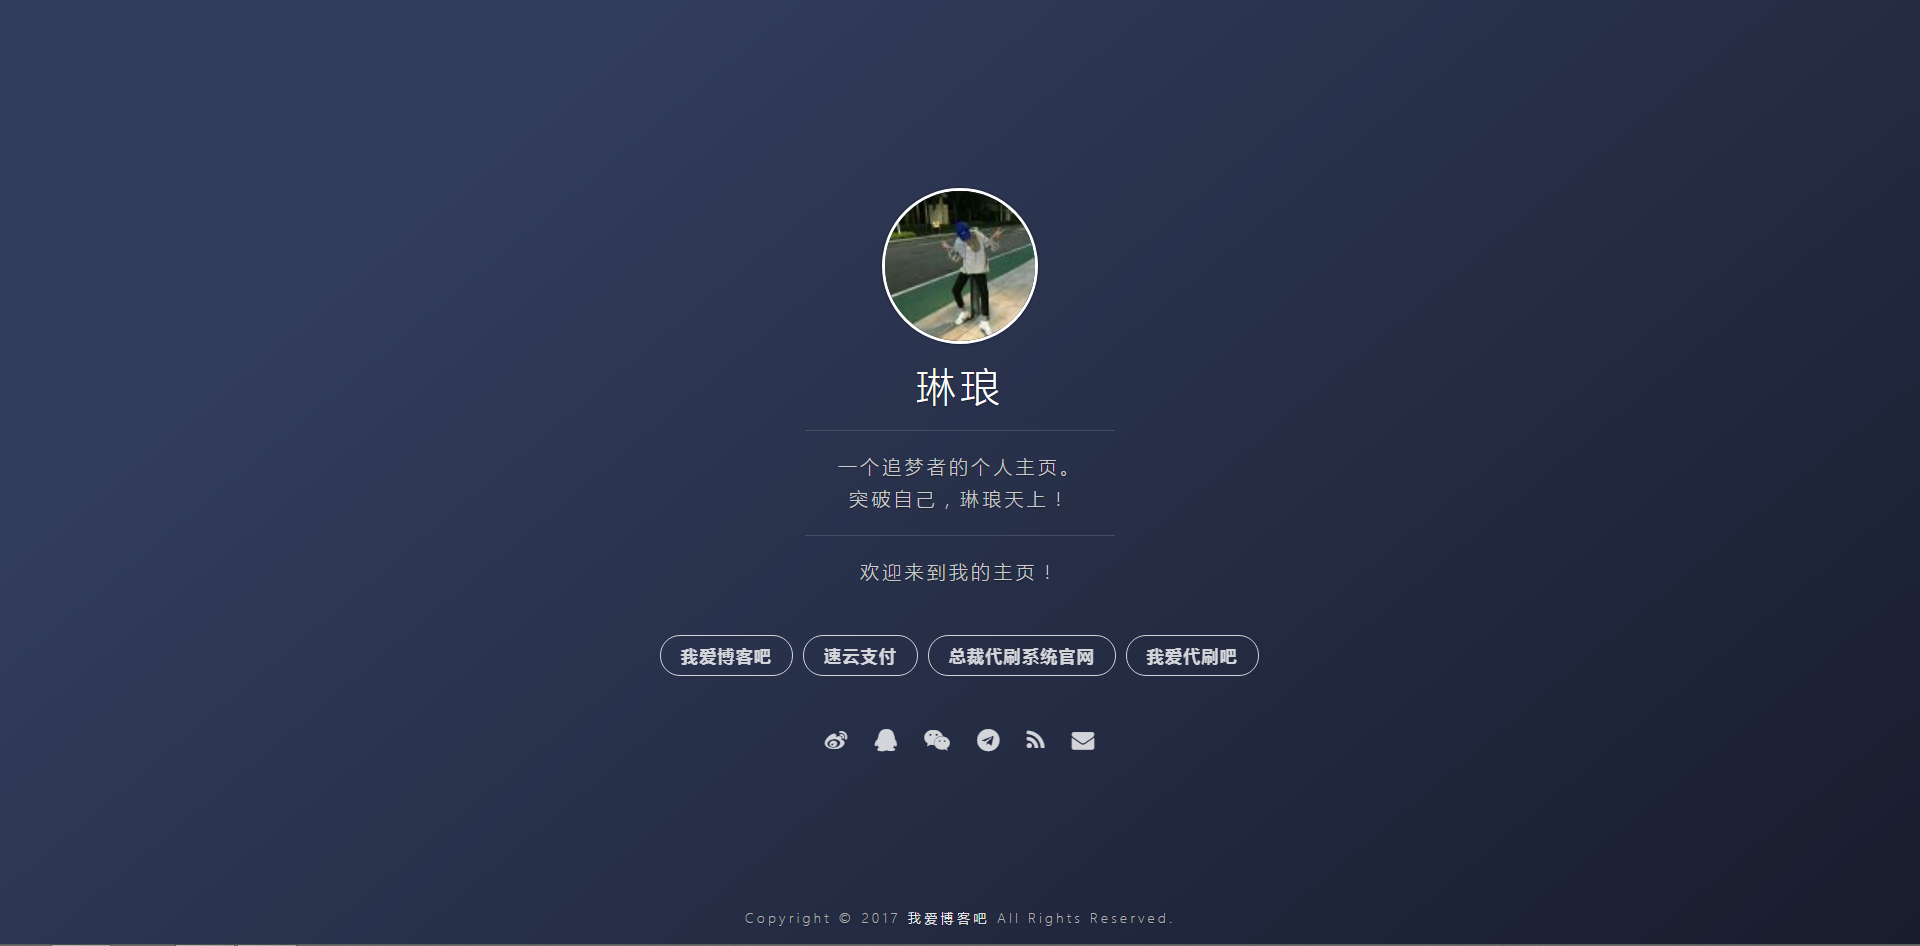 琳琅
一个追梦者的个人主页。
突破自己，琳琅天上！
欢迎来到我的主页！
我爱博客吧 速云支付 总裁代刷系统官网 我爱代刷吧
Copyright © 2017 我爱博客吧 All Rights Reserved.